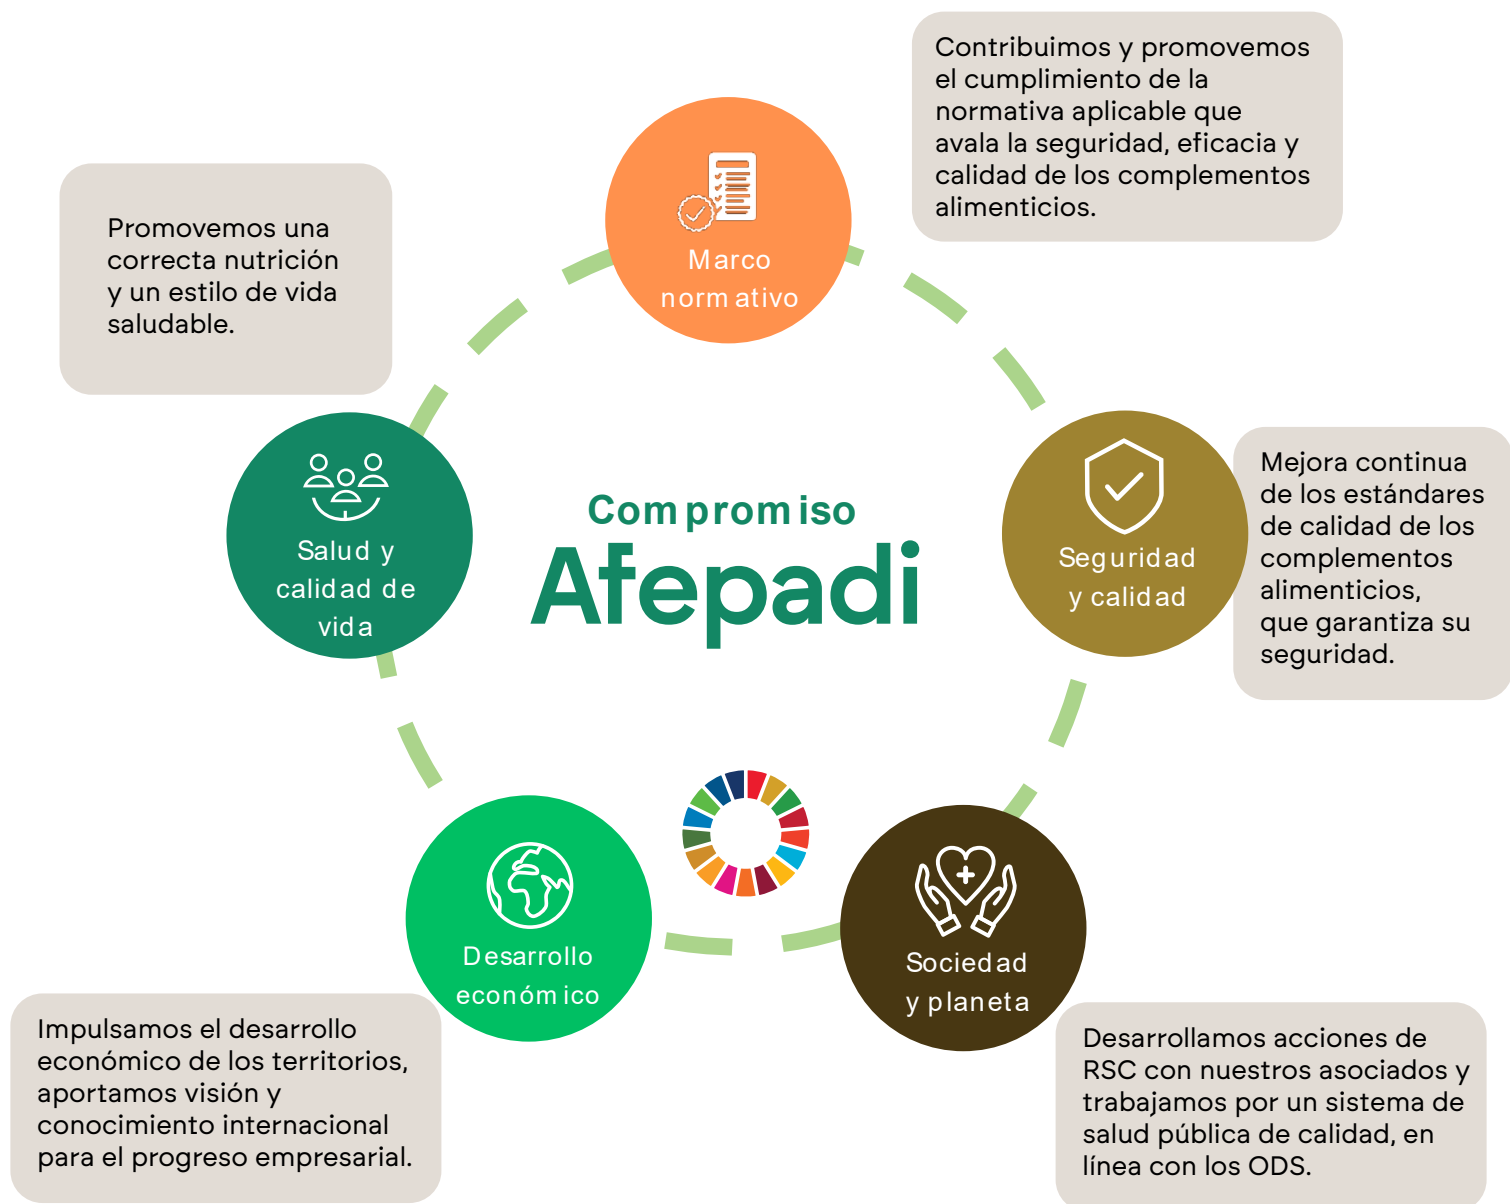 Contribuimos y promovemos
el cumplimiento de la
normativa aplicable que
avala la seguridad, eficacia y
calidad de los complementos
alimenticios.
Marco
normativo
Promovemos una
correcta nutrición
y un estilo de vida
saludable.
Salud y
calidad de
vida
Compromiso
Afepadi
Seguridad
y calidad
Mejora continua
de los estándares
de calidad de los
complementos
alimenticios,
que garantiza su
seguridad.
Desarrollo
económico
Impulsamos el desarrollo
económico de los territorios,
aportamos visión y
conocimiento internacional
para el progreso empresarial.
Sociedad
y planeta
Desarrollamos acciones de
RSC con nuestros asociados y
trabajamos por un sistema de
salud pública de calidad, en
línea con los ODS.